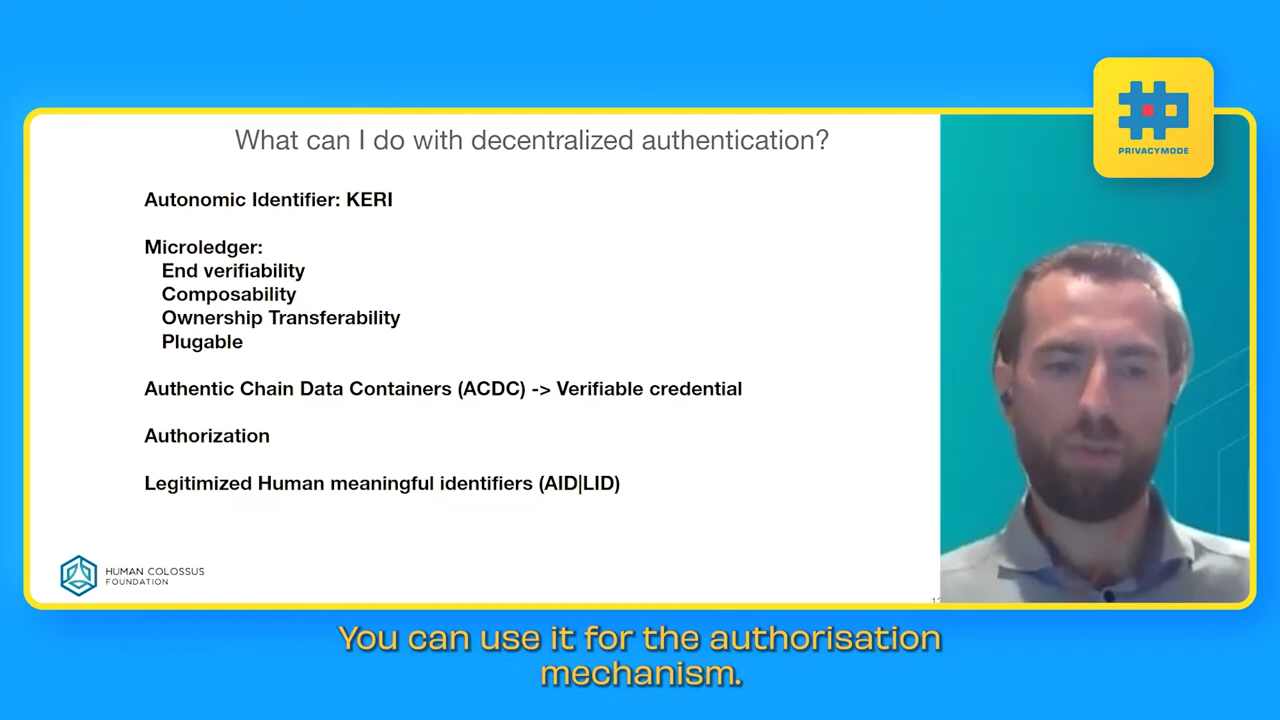 PRIVACYMODE
What can I do with decentralized authentication?
Autonomic Identifier: KERI
Microledger:
End verifiability
Composability
Ownership Transferability
Plugable
Authentic Chain Data Containers (ACDC) -> Verifiable credential
Authorization
Legitimized Human meaningful identifiers (AID|LID)
HUMAN COLOSSUS
FOUNDATION
You can use it for the authorisation
mechanism.